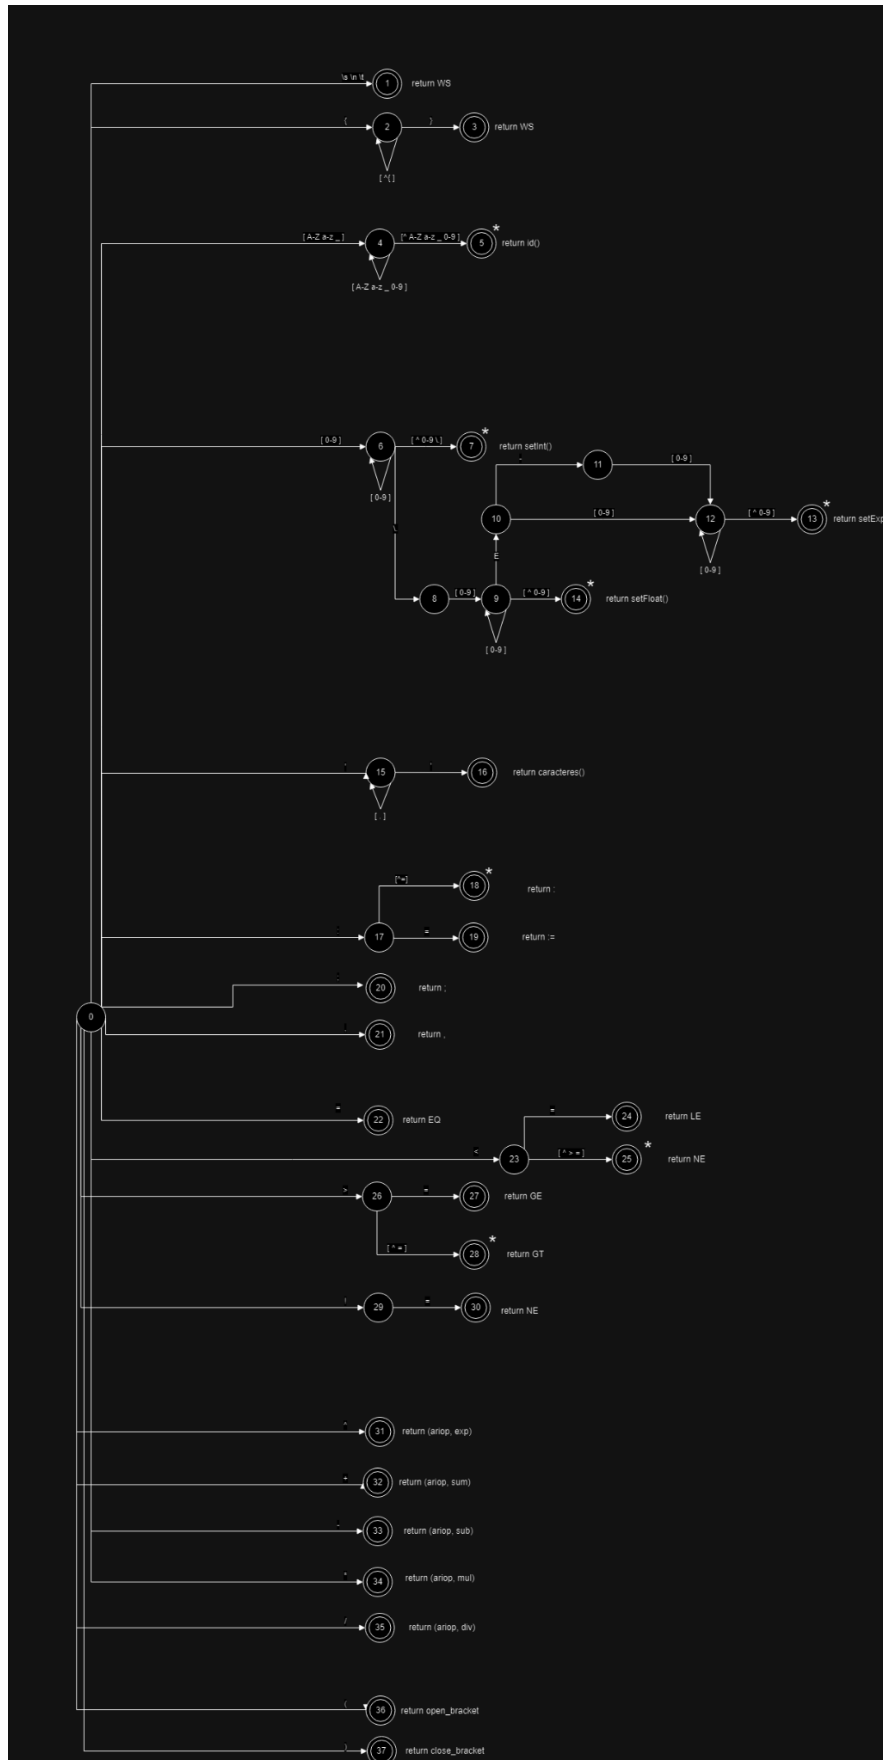 \s \n \t
1
return WS
{
2
}
3
return WS
[ ^{ ]
[ A-Z a-z _ ]
4
[^ A-Z a-z _ 0-9 ]
5
*
return id()
[ A-Z a-z _ 0-9 ]
[ 0-9 ]
6
[ ^ 0-9 \.]
7
*
return setInt()
[ 0-9 ]
-
11
[ 0-9 ]
10
[ 0-9 ]
12
[ ^ 0-9 ]
13
*
return setExp
[ 0-9 ]
E
8
[ 0-9 ]
9
[ ^ 0-9 ]
14
*
return setFloat()
[ 0-9 ]
15
16
return caracteres()
[ . ]
[^=]
18
*
return :
:
17
=
19
return :=
;
20
return ;
0
21
return ,
=
22
return EQ
=
24
return LE
<
23
[ ^ > = ]
25
*
return NE
>
26
=
27
return GE
[ ^ = ]
28
*
return GT
!
29
=
30
return NE
^
31
return (ariop, exp)
+
32
return (ariop, sum)
-
33
return (ariop, sub)
*
34
return (ariop, mul)
/
35
return (ariop, div)
(
36
return open_bracket
)
37
return close_bracket